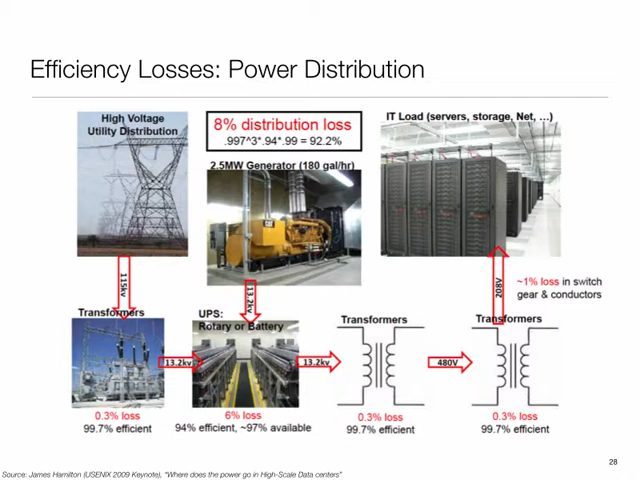 Efficiency Losses: Power Distribution
High Voltage
Utility Distribution
8% distribution loss
.997^3*.94*.99 = 92.2%
2.5MW Generator (180 gal/hr)
IT Load (servers, storage, Net, …)
115kv
13.2kv
208V
~1% loss in switch
gear & conductors
Transformers
UPS:
Rotary or Battery
Transformers
Transformers
13.2kv
13.2kv
480V
0.3% loss
99.7% efficient
6% loss
94% efficient, ~97% available
0.3% loss
99.7% efficient
0.3% loss
99.7% efficient
28
Source: James Hamilton (USENIX 2009 Keynote), "Where does the power go in High-Scale Data centers"